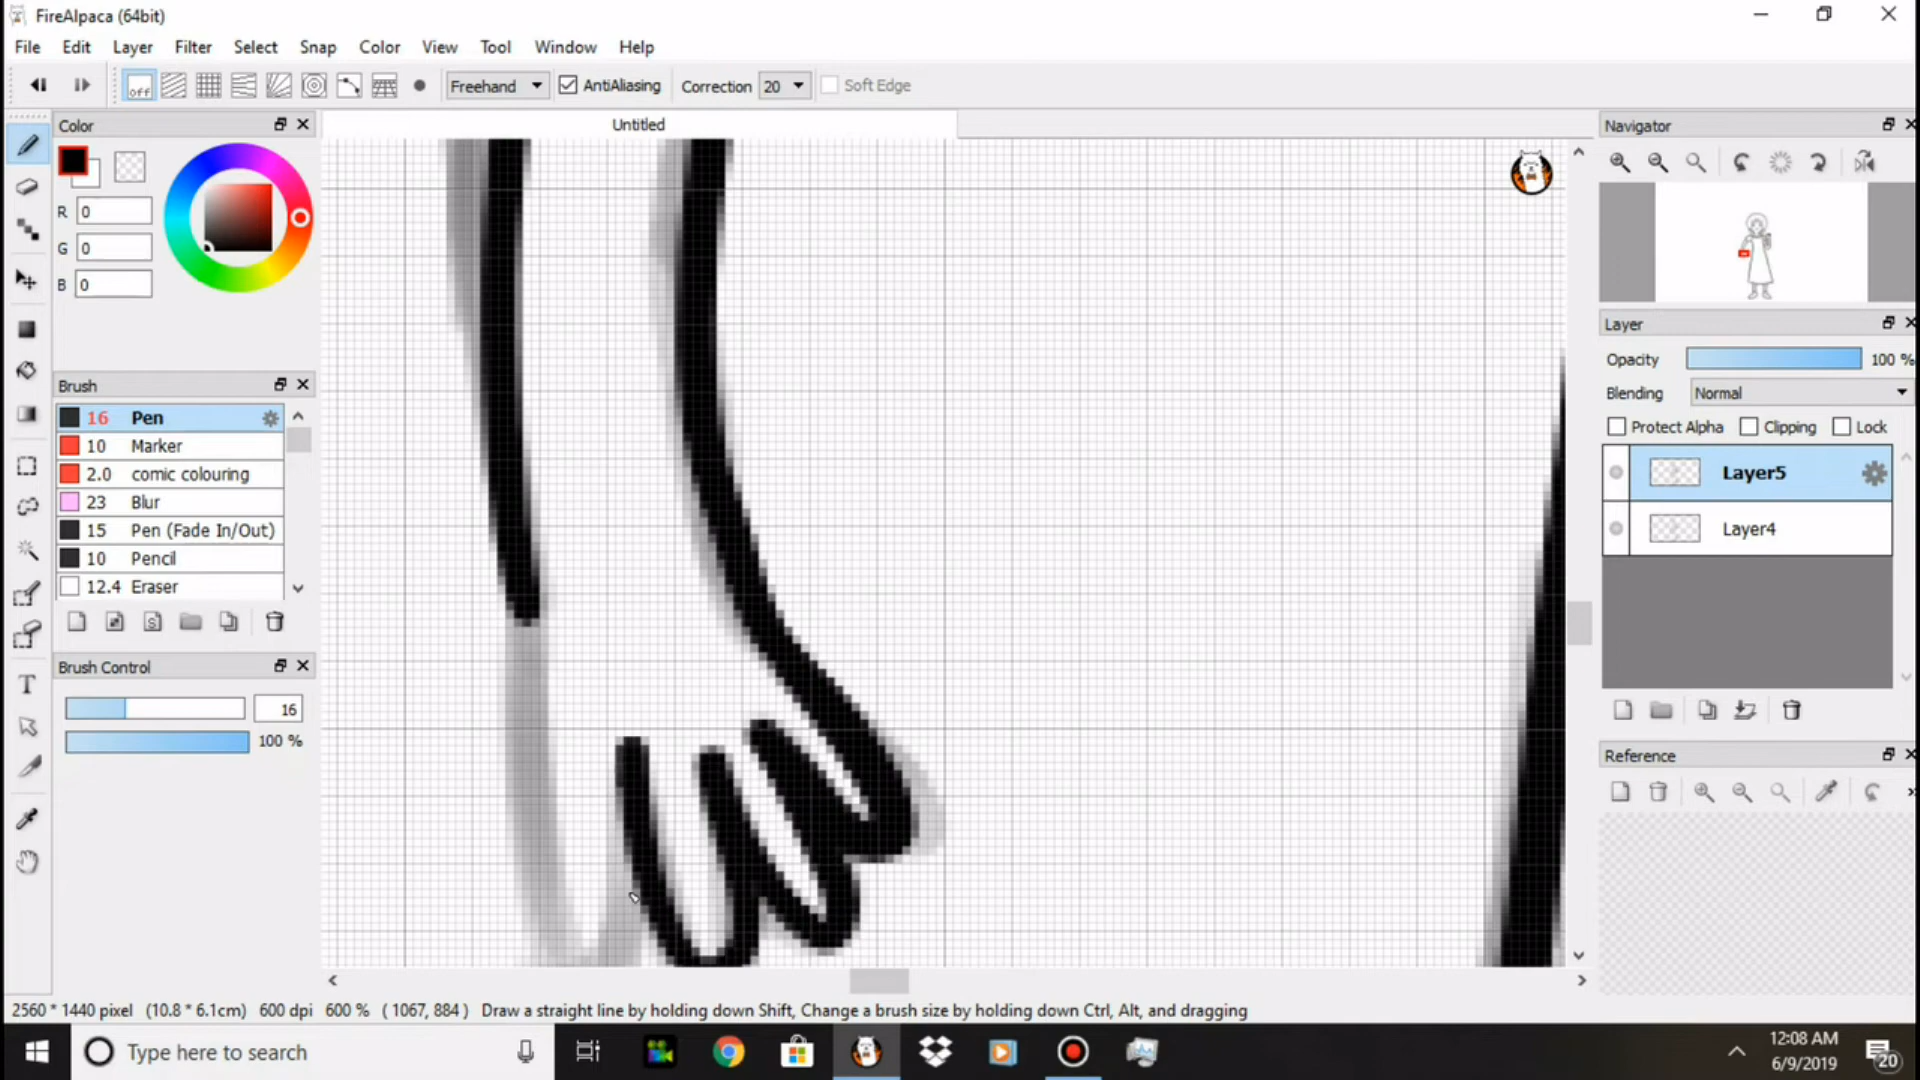 FireAlpaca (64bit)
File Edit Layer Filter Select Snap Color View Tool Window Help
off Freehand AntiAliasing Correction 20 Soft Edge
Color
R 0
G 0
B 0
Brush
16 Pen
10 Marker
2.0 comic colouring
23 Blur
15 Pen (Fade In/Out)
10 Pencil
12.4 Eraser
S
Brush Control
16
100 %
T
Untitled
Navigator
Layer
Opacity 100 %
Blending Normal
Protect Alpha Clipping Lock
Layer5
Layer4
Reference
2560 * 1440 pixel (10.8 * 6.1cm) 600 dpi 600 % ( 1067, 884 ) Draw a straight line by holding down Shift, Change a brush size by holding down Ctrl, Alt, and dragging
Type here to search
12:08 AM
6/9/2019
20